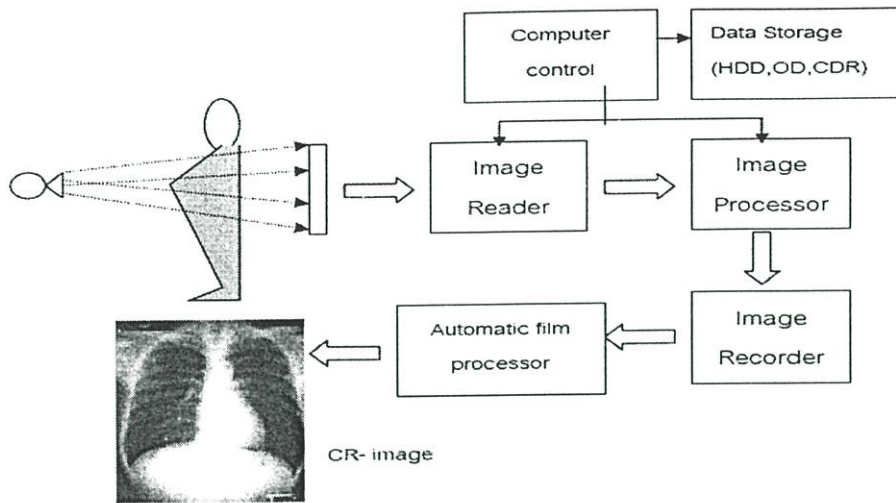 Computer
control
Data Storage
(HDD,OD,CDR)
Image
Reader
Image
Processor
Automatic film
processor
Image
Recorder
CR- image